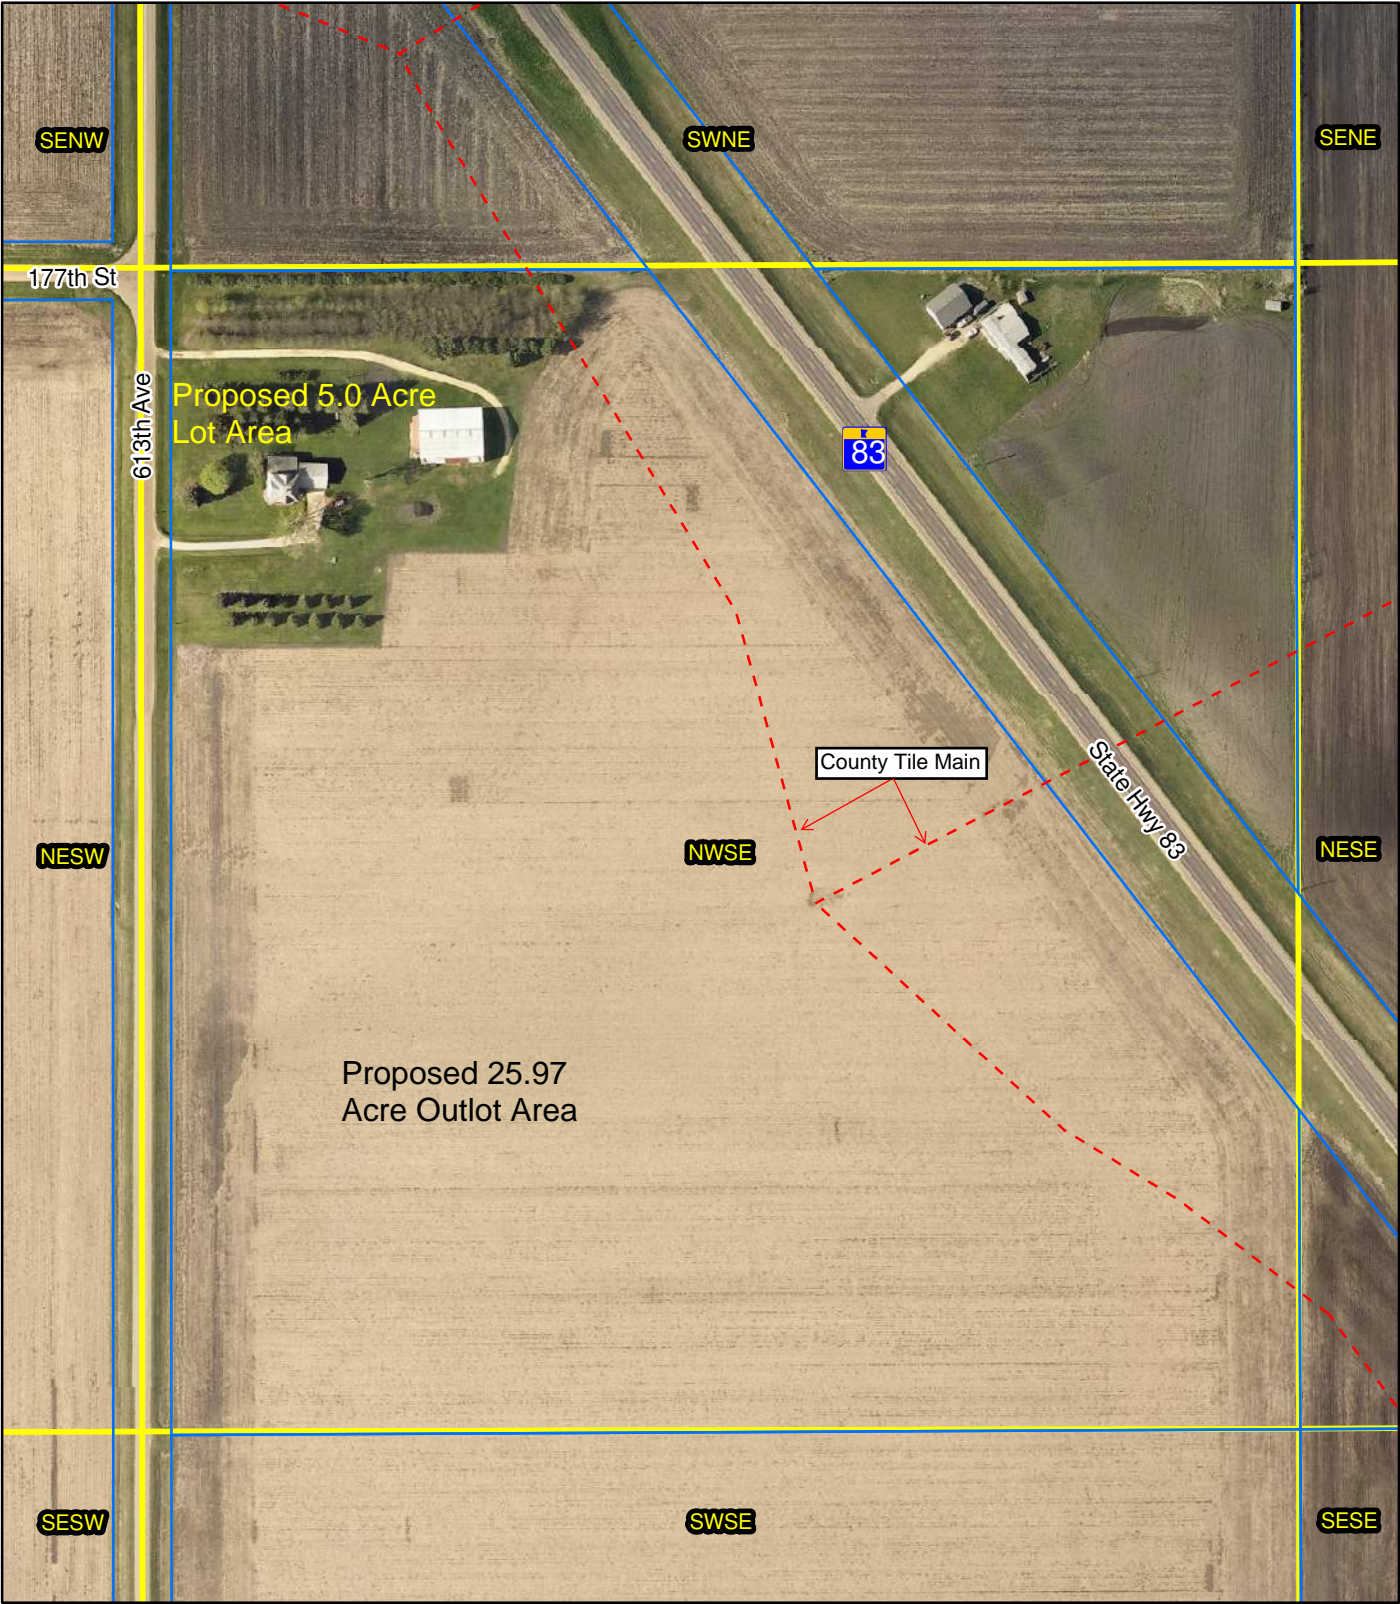 SENW
SWNE
SENE
177th St
613th Ave
Proposed 5.0 Acre
Lot Area
83
County Tile Main
State Hwy 83
NESW
NWSE
NESE
Proposed 25.97
Acre Outlot Area
SESW
SWSE
SESE